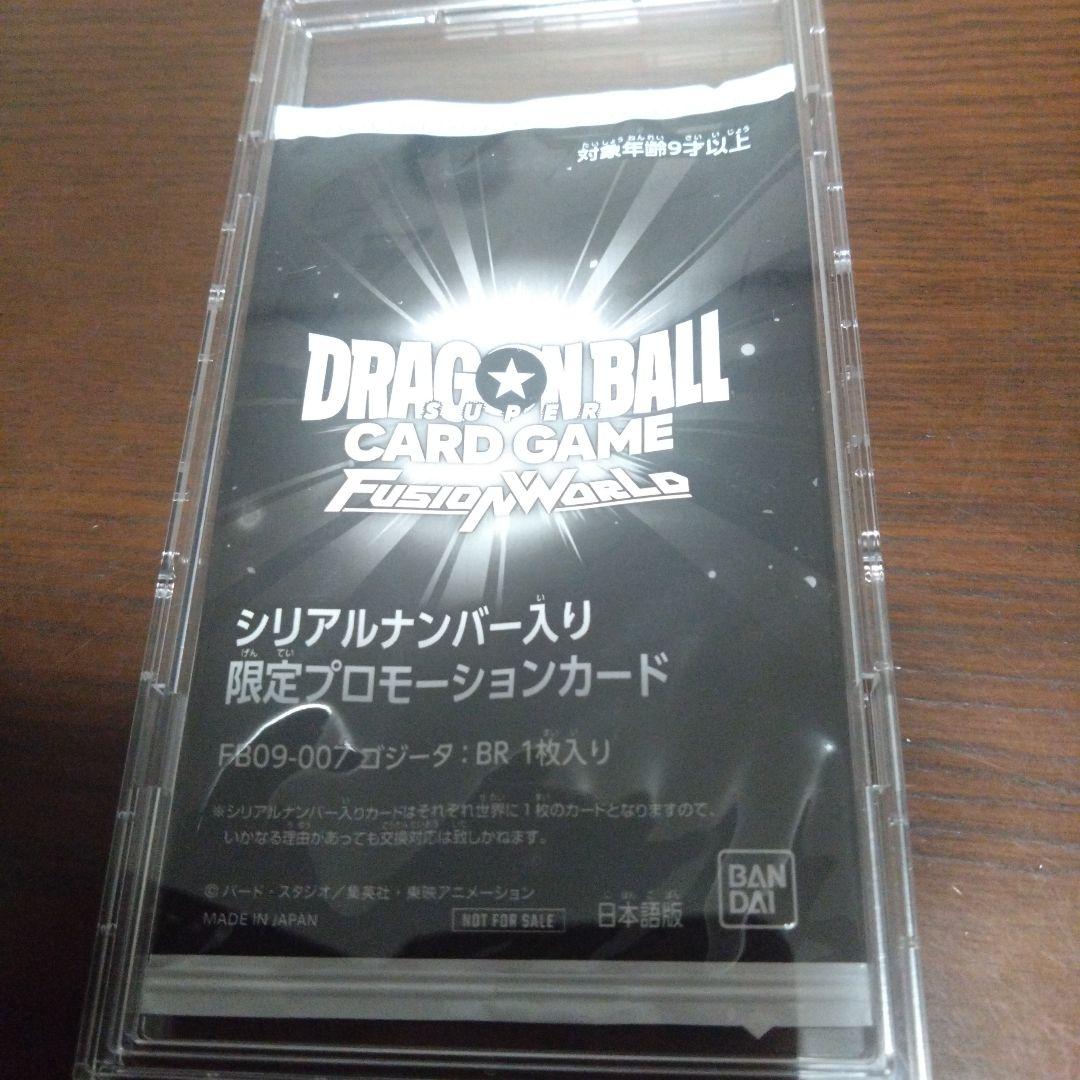 対象年齢9才以上
DRAGON BALL
SUPER
CARD GAME
FUSION WORLD
シリアルナンバー入り
限定プロモーションカード
FB09-007 ゴジータ：BR 1枚入り
※シリアルナンバー入りカードはそれぞれ世界に1枚のカードとなりますので、
いかなる理由があっても交換対応は致しかねます。
©バード・スタジオ／集英社・東映アニメーション
MADE IN JAPAN
NOT FOR SALE
日本語版
BAN
DAI